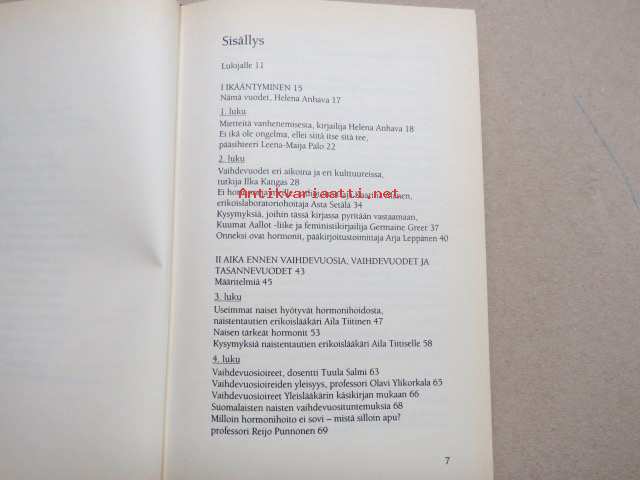 Sisällys
Lukijalle 11
I IKÄÄNTYMINEN 15
Nämä vuodet, Helena Anhava 17
1. luku
Mietteitä vanhenemisesta, kirjailija Helena Anhava 18
Ei ikä ole ongelma, ellei siitä itse sitä tee,
pääsihteeri Leena-Maija Palo 22
2. luku
Vaihdevuodet eri aikoina ja eri kulttuureissa,
tutkija Ilka Kangas 28
Ei
Antikvariaatti.net
erikoislaboratoriohoitaja Asta Setälä 34
Kysymyksiä, joihin tässä kirjassa pyritään vastaamaan,
Kuumat Aallot -liike ja feministikirjailija Germaine Greer 37
Onneksi ovat hormonit, pääkirjoitustoimittaja Arja Leppänen 40
II AIKA ENNEN VAIHDEVUOSIA, VAIHDEVUODET JA
TASANNEVUODET 43
Määritelmiä 45
3. luku
Useimmat naiset hyötyvät hormonihoidosta,
naistentautien erikoislääkäri Aila Tiitinen 47
Naisen tärkeät hormonit 53
Kysymyksiä naistentautien erikoislääkäri Aila Tiitiselle 58
4. luku
Vaihdevuosioireet, dosentti Tuula Salmi 63
Vaihdevuosioireiden yleisyys, professori Olavi Ylikorkala 65
Vaihdevuosioireet Yleislääkärin käsikirjan mukaan 66
Suomalaisten naisten vaihdevuosituntemuksia 68
Milloin hormonihoito ei sovi – mistä silloin apu?
professori Reijo Punnonen 69
7